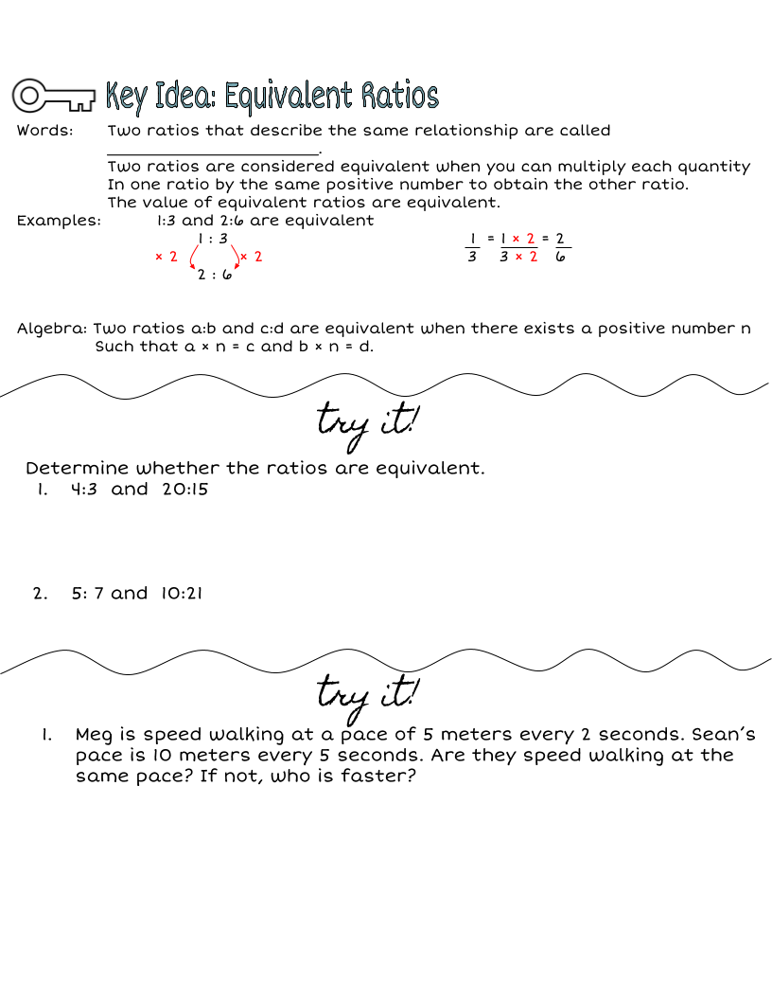 Key Idea: Equivalent Ratios
Words: Two ratios that describe the same relationship are called
______________________.
Two ratios are considered equivalent when you can multiply each quantity
In one ratio by the same positive number to obtain the other ratio.
The value of equivalent ratios are equivalent.
Examples: 1:3 and 2:6 are equivalent
1 : 3
× 2 × 2
2 : 6
1 = 1 × 2 = 2
3 3 × 2 6
Algebra: Two ratios a:b and c:d are equivalent when there exists a positive number n
Such that a × n = c and b × n = d.
try it!
Determine whether the ratios are equivalent.
1. 4:3 and 20:15
2. 5: 7 and 10:21
try it!
1. Meg is speed walking at a pace of 5 meters every 2 seconds. Sean's
pace is 10 meters every 5 seconds. Are they speed walking at the
same pace? If not, who is faster?